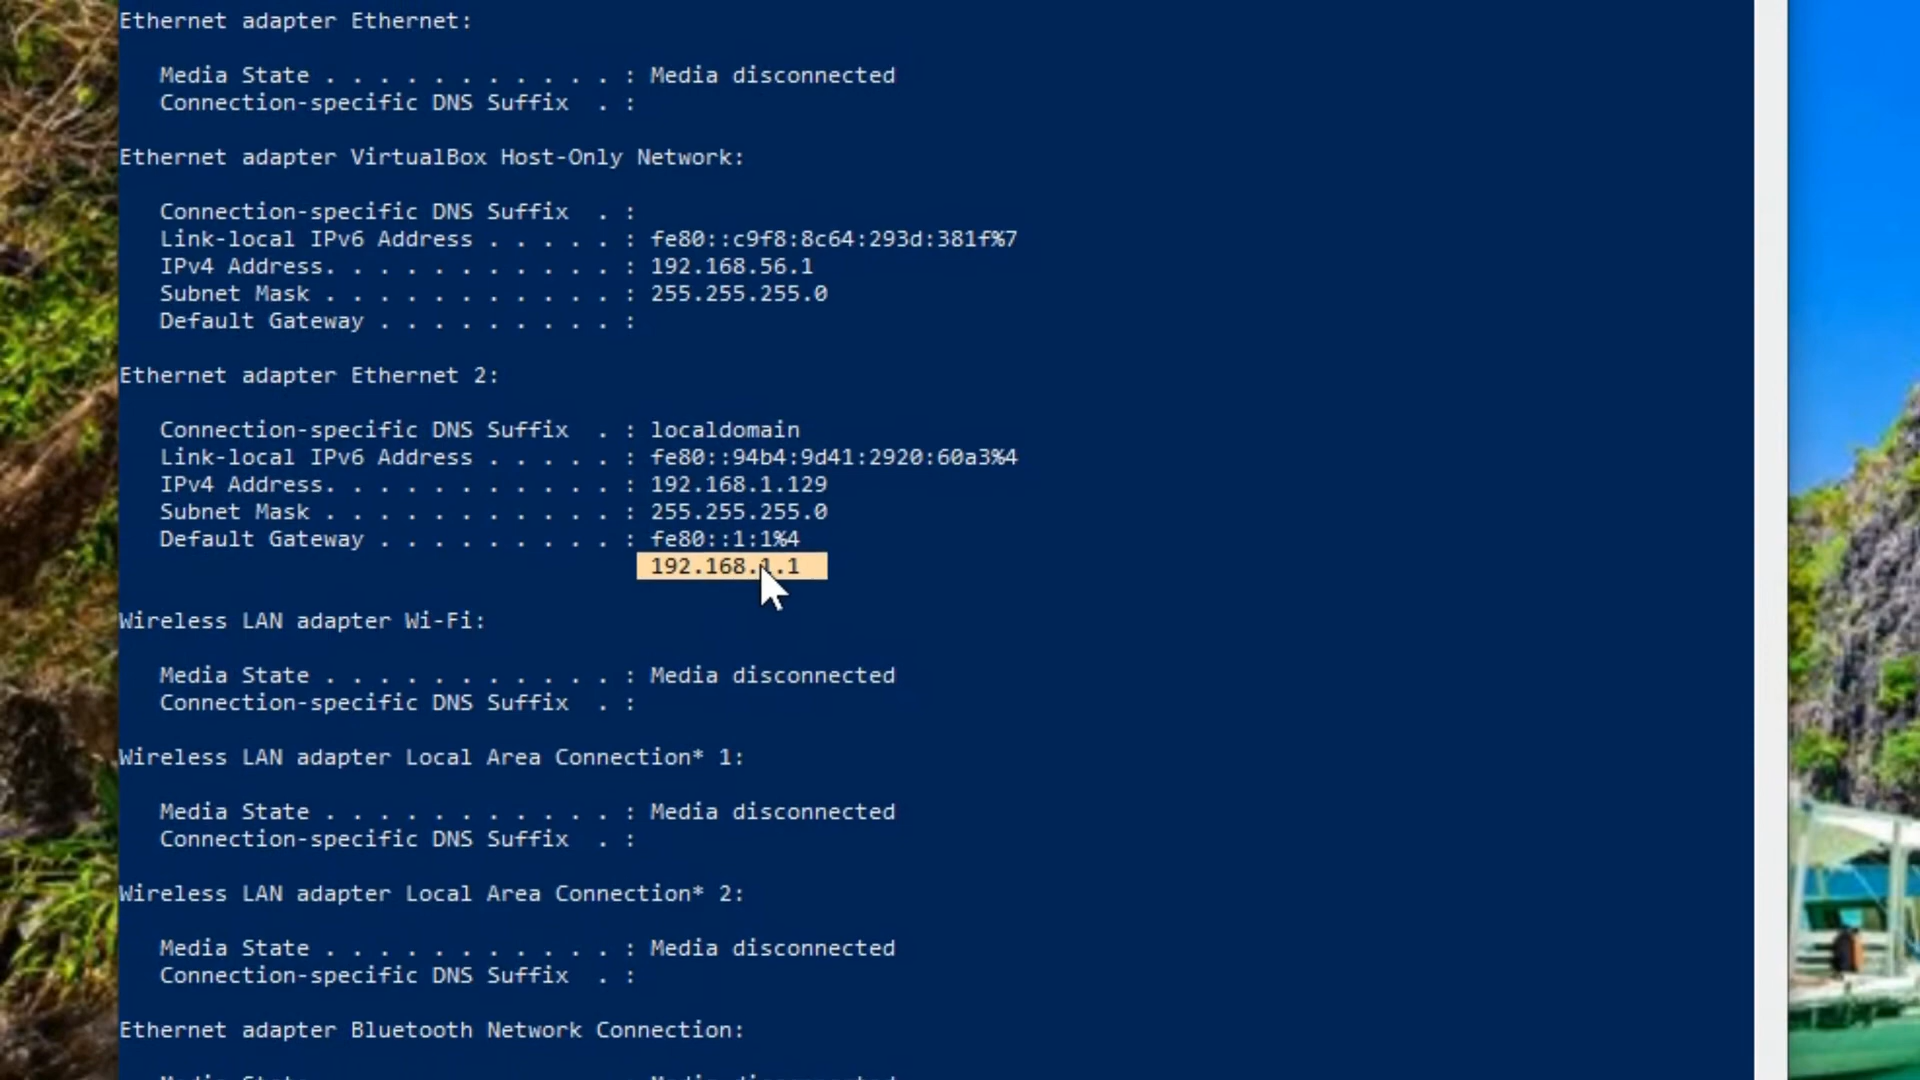 Ethernet adapter Ethernet:
Media State . . . . . . . . . . . : Media disconnected
Connection-specific DNS Suffix  . :
Ethernet adapter VirtualBox Host-Only Network:
Connection-specific DNS Suffix  . :
Link-local IPv6 Address . . . . . : fe80::c9f8:8c64:293d:381f%7
IPv4 Address. . . . . . . . . . . : 192.168.56.1
Subnet Mask . . . . . . . . . . . : 255.255.255.0
Default Gateway . . . . . . . . . :
Ethernet adapter Ethernet 2:
Connection-specific DNS Suffix  . : localdomain
Link-local IPv6 Address . . . . . : fe80::94b4:9d41:2920:60a3%4
IPv4 Address. . . . . . . . . . . : 192.168.1.129
Subnet Mask . . . . . . . . . . . : 255.255.255.0
Default Gateway . . . . . . . . . : fe80::1:1%4
192.168.1.1
Wireless LAN adapter Wi-Fi:
Media State . . . . . . . . . . . : Media disconnected
Connection-specific DNS Suffix  . :
Wireless LAN adapter Local Area Connection* 1:
Media State . . . . . . . . . . . : Media disconnected
Connection-specific DNS Suffix  . :
Wireless LAN adapter Local Area Connection* 2:
Media State . . . . . . . . . . . : Media disconnected
Connection-specific DNS Suffix  . :
Ethernet adapter Bluetooth Network Connection: